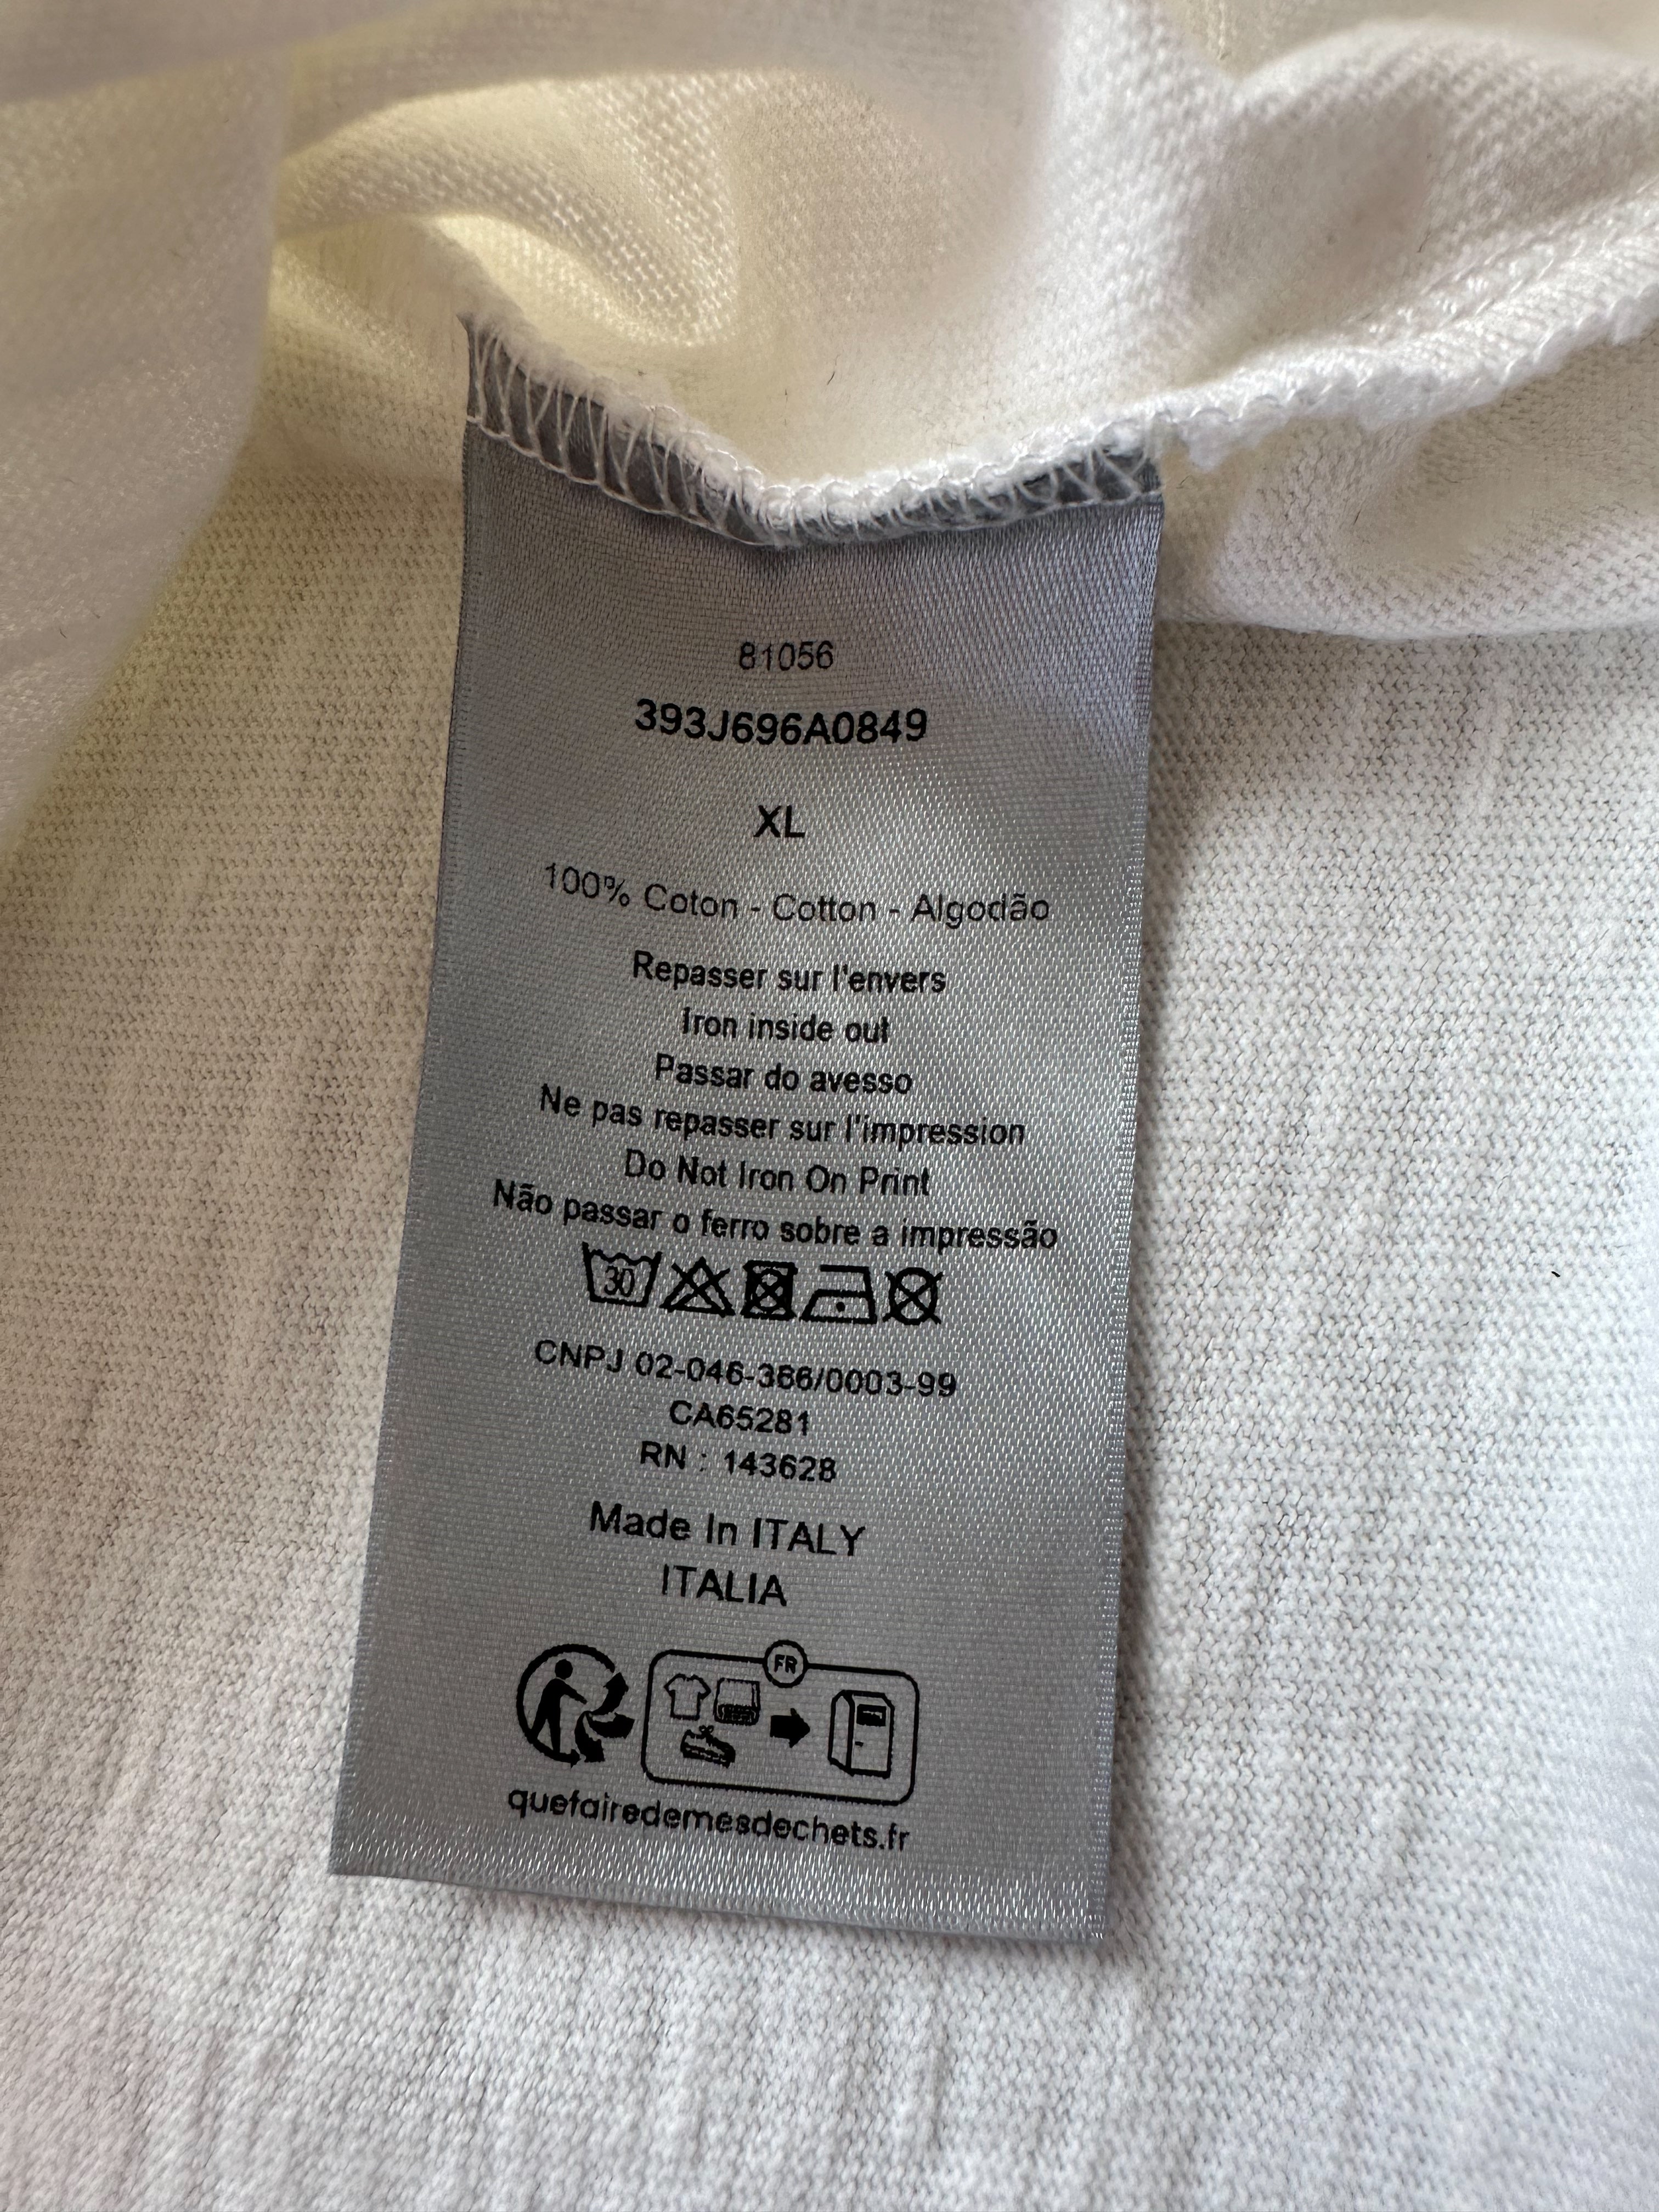 81056
393J696A0849
XL
100% Coton - Cotton - Algodão
Repasser sur l'envers
Iron inside out
Passar do avesso
Ne pas repasser sur l'impression
Do Not Iron On Print
Não passar o ferro sobre a impressão
30
CNPJ 02-046-366/0003-99
CA65281
RN : 143628
Made In ITALY
ITALIA
FR
quefairedemesdechets.fr